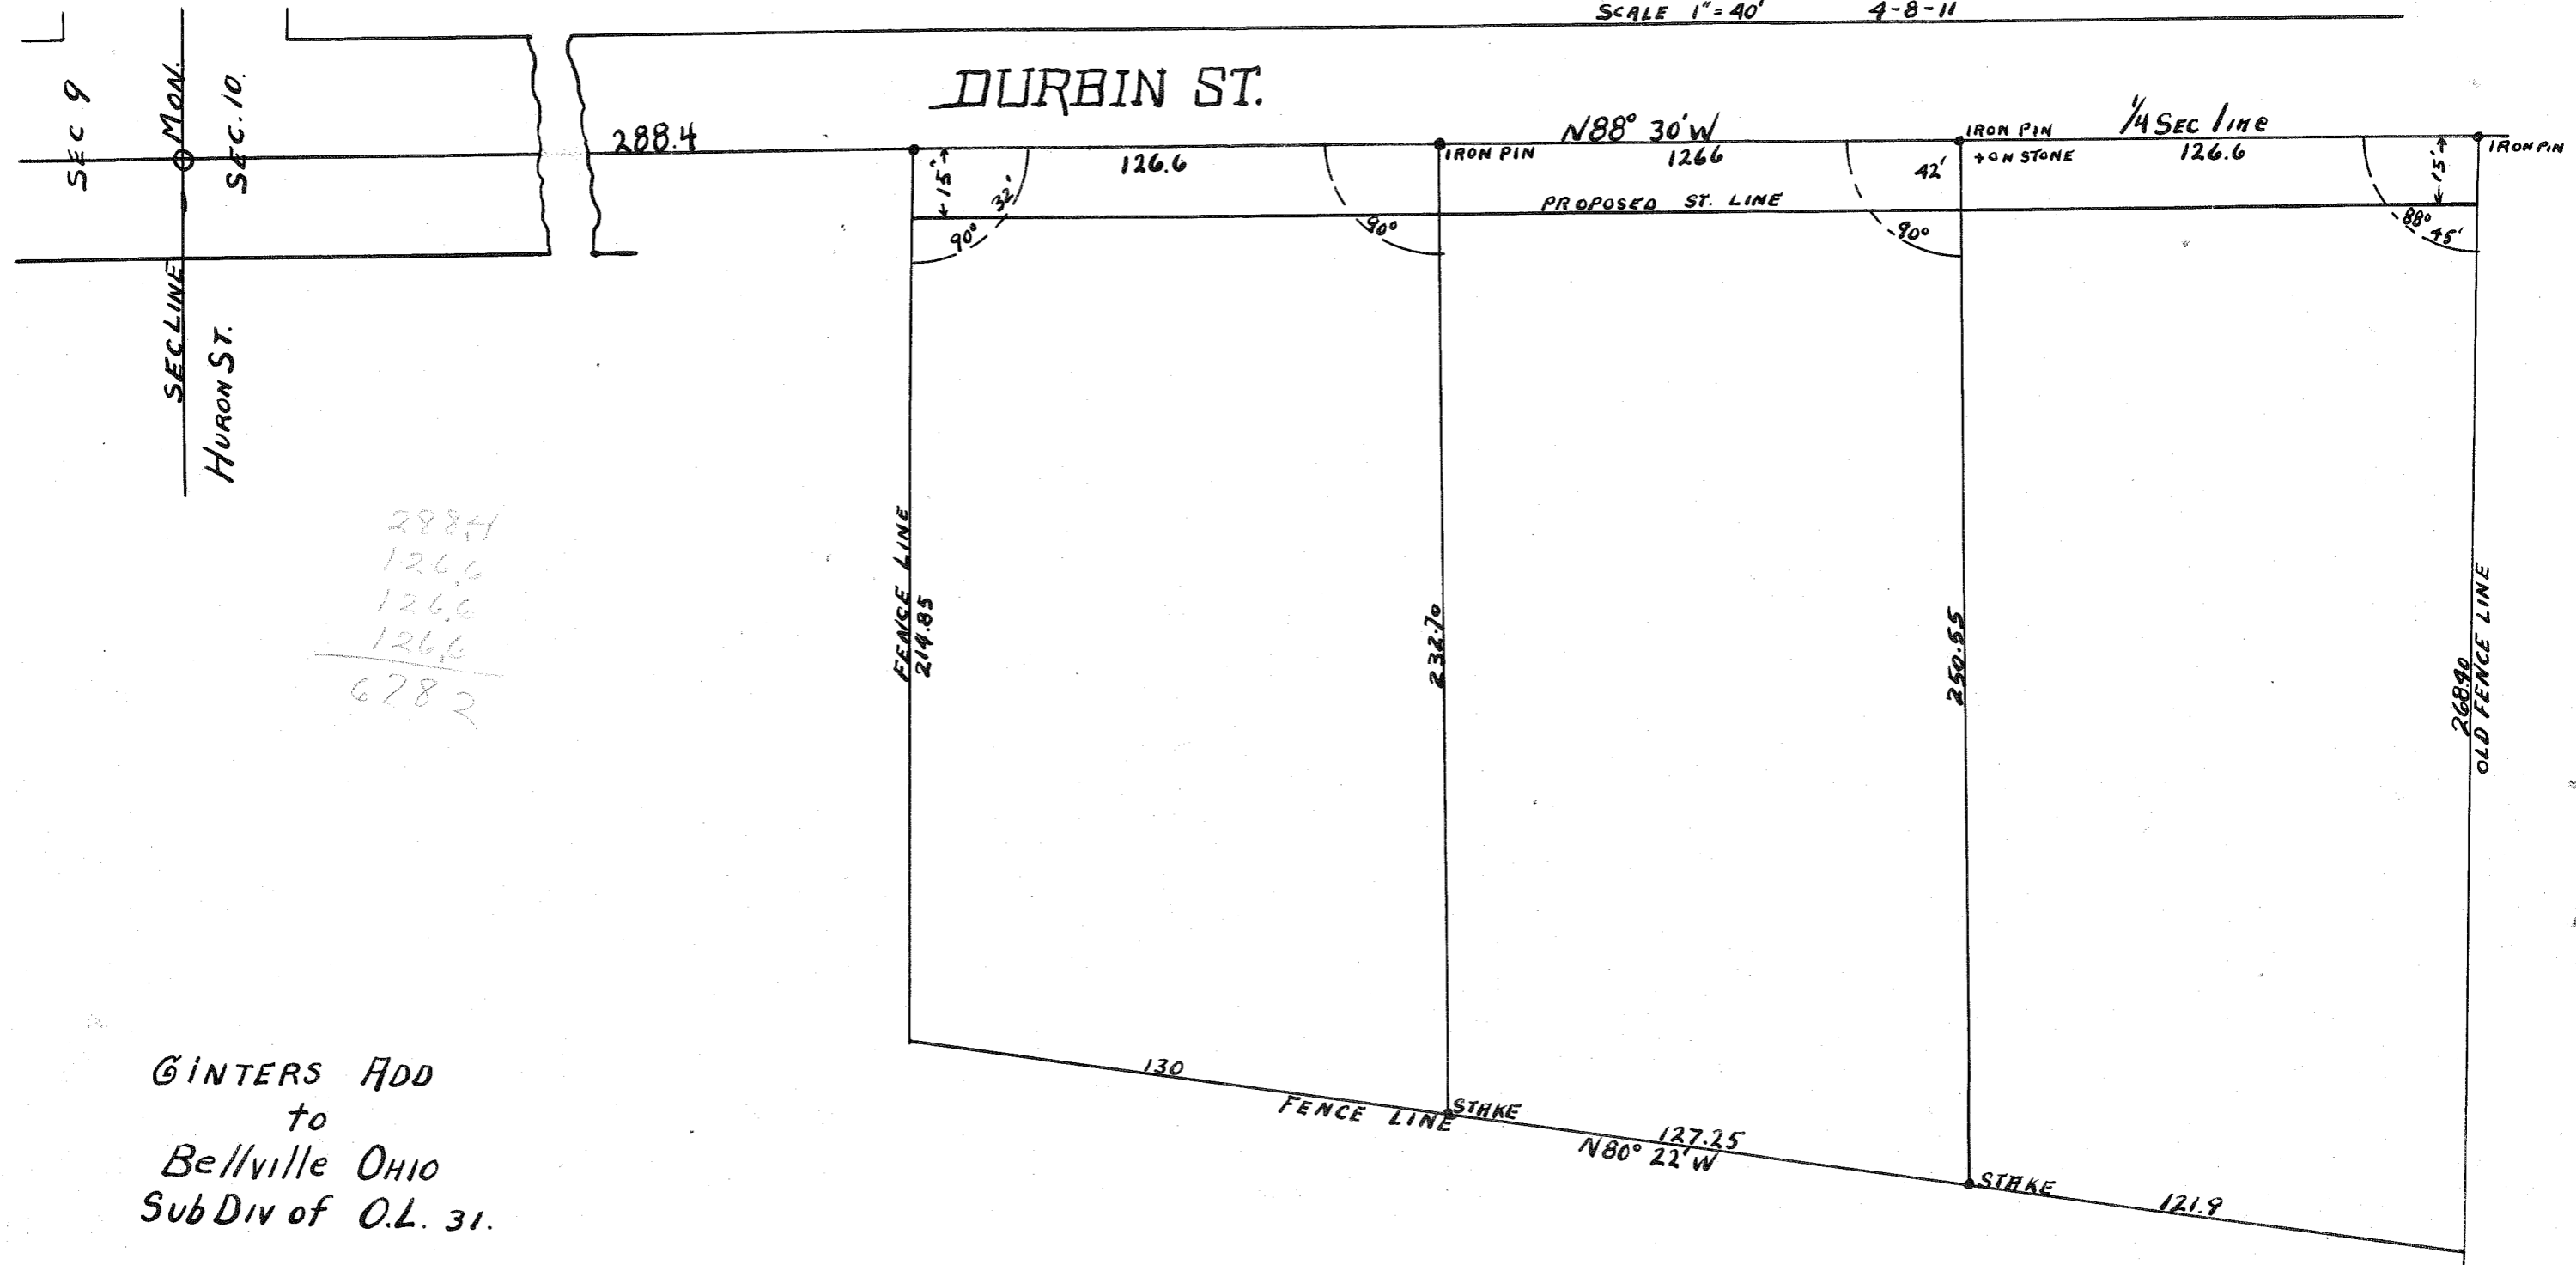 SCALE 1" = 40' 4-8-11
SEC 9
MON.
SEC. 10.
DURBIN ST.
288.4
N88° 30' W
IRON PIN
1/4 SEC line
126.6
IRON PIN
1266
+ ON STONE
126.6
IRON PIN
15'
32'
42'
15'
PROPOSED ST. LINE
90°
90°
90°
88° 45'
SEC LINE
HURON ST.
288.4
126.6
126.6
126.6
6782
FENCE LINE
214.85
232.70
250.55
268.40
OLD FENCE LINE
130
FENCE LINE
STAKE
127.25
N80° 22' W
STAKE
121.9
GINTERS ADD
to
Bellville OHIO
Sub Div of O.L. 31.